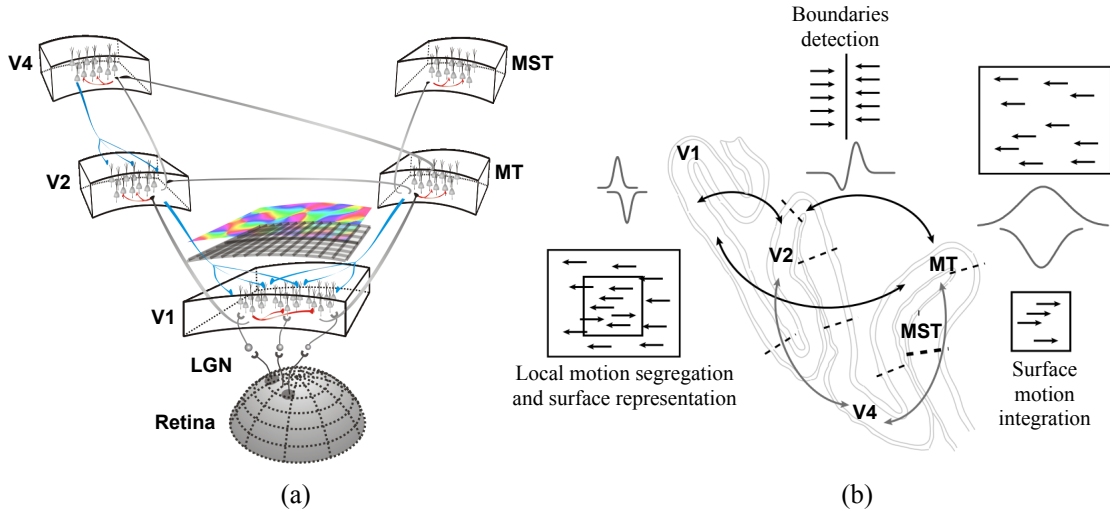 V4
MST
V2
MT
V1
LGN
Retina
(a)
Boundaries
detection
V1
V2
MT
MST
V4
Local motion segregation
and surface representation
Surface
motion
integration
(b)